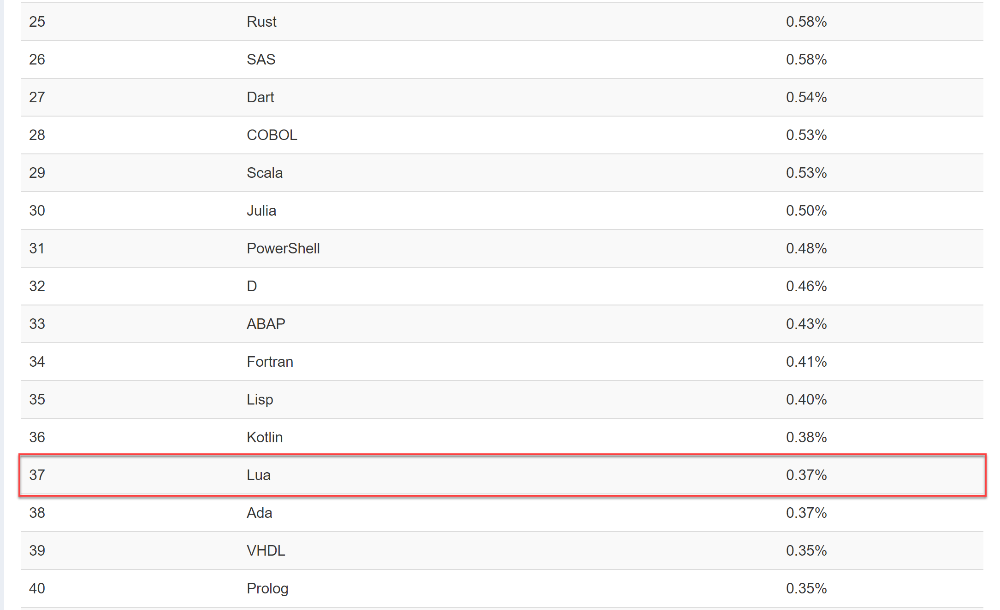 25 Rust 0.58%
26 SAS 0.58%
27 Dart 0.54%
28 COBOL 0.53%
29 Scala 0.53%
30 Julia 0.50%
31 PowerShell 0.48%
32 D 0.46%
33 ABAP 0.43%
34 Fortran 0.41%
35 Lisp 0.40%
36 Kotlin 0.38%
37 Lua 0.37%
38 Ada 0.37%
39 VHDL 0.35%
40 Prolog 0.35%